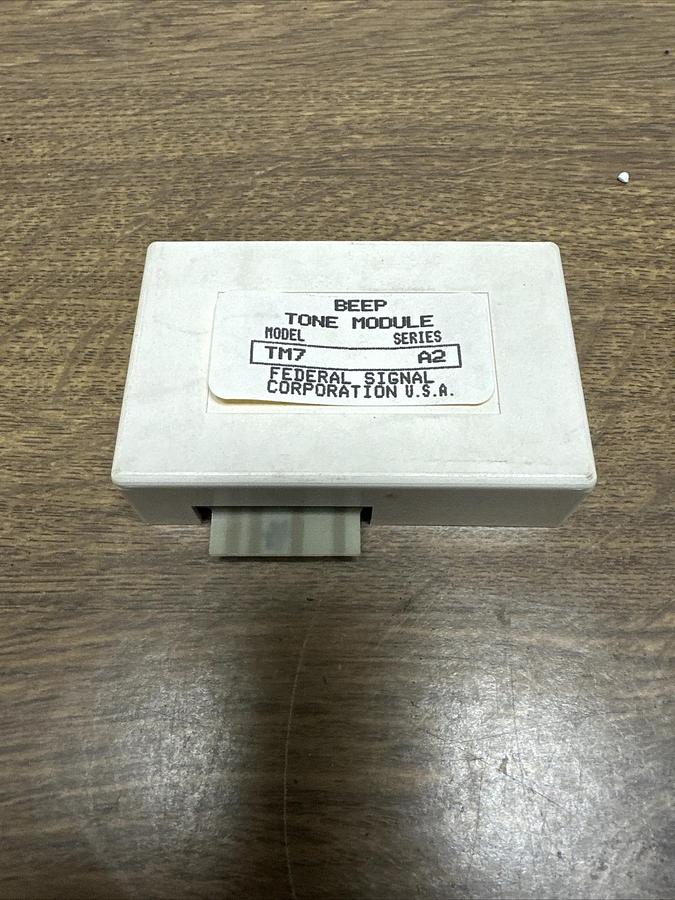 BEEP
TONE MODULE
MODEL SERIES
TM7 A2
FEDERAL SIGNAL
CORPORATION U.S.A.